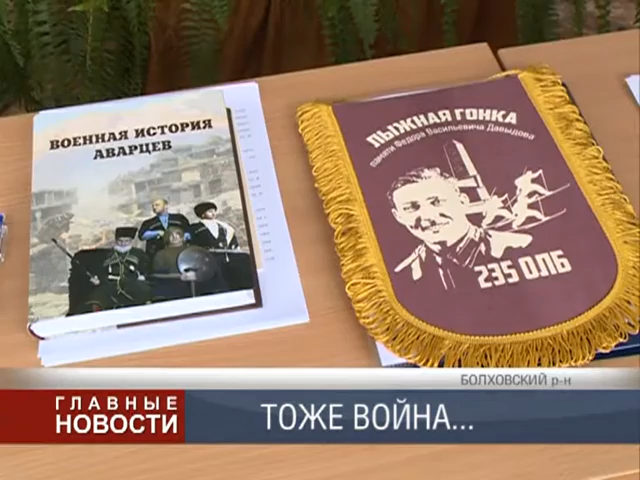 ВОЕННАЯ ИСТОРИЯ
АВАРЦЕВ
ЛЫЖНАЯ ГОНКА
памяти Федора Васильевича Давыдова
235 ОЛБ
БОЛХОВСКИЙ р-н
ГЛАВНЫЕ
НОВОСТИ
ТОЖЕ ВОЙНА...